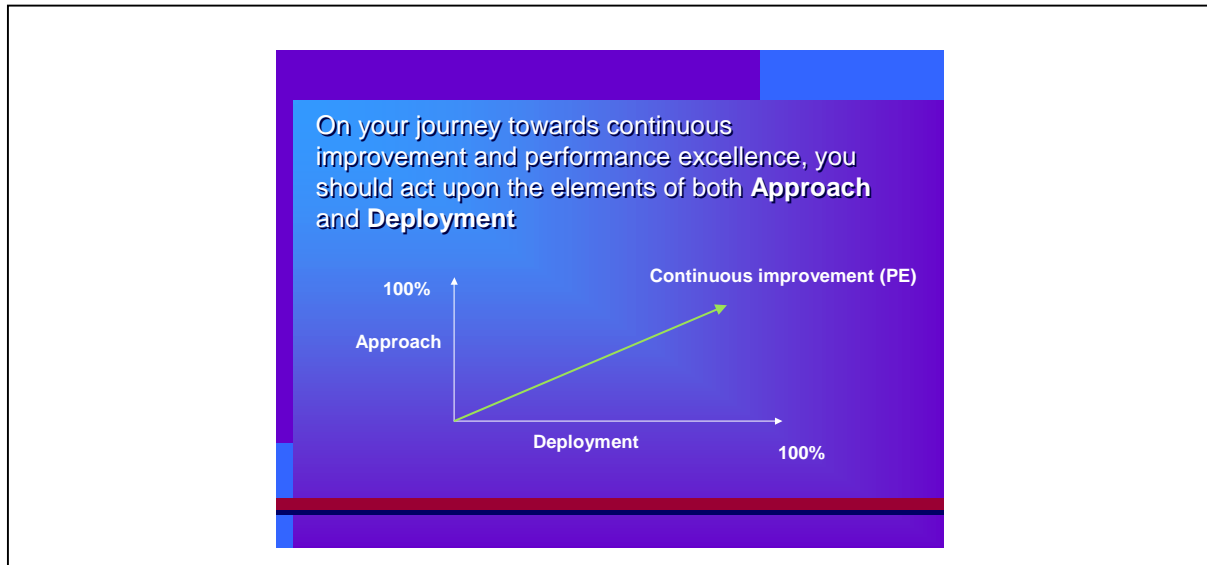 On your journey towards continuous
improvement and performance excellence, you
should act upon the elements of both Approach
and Deployment
Continuous improvement (PE)
100%
Approach
Deployment
100%